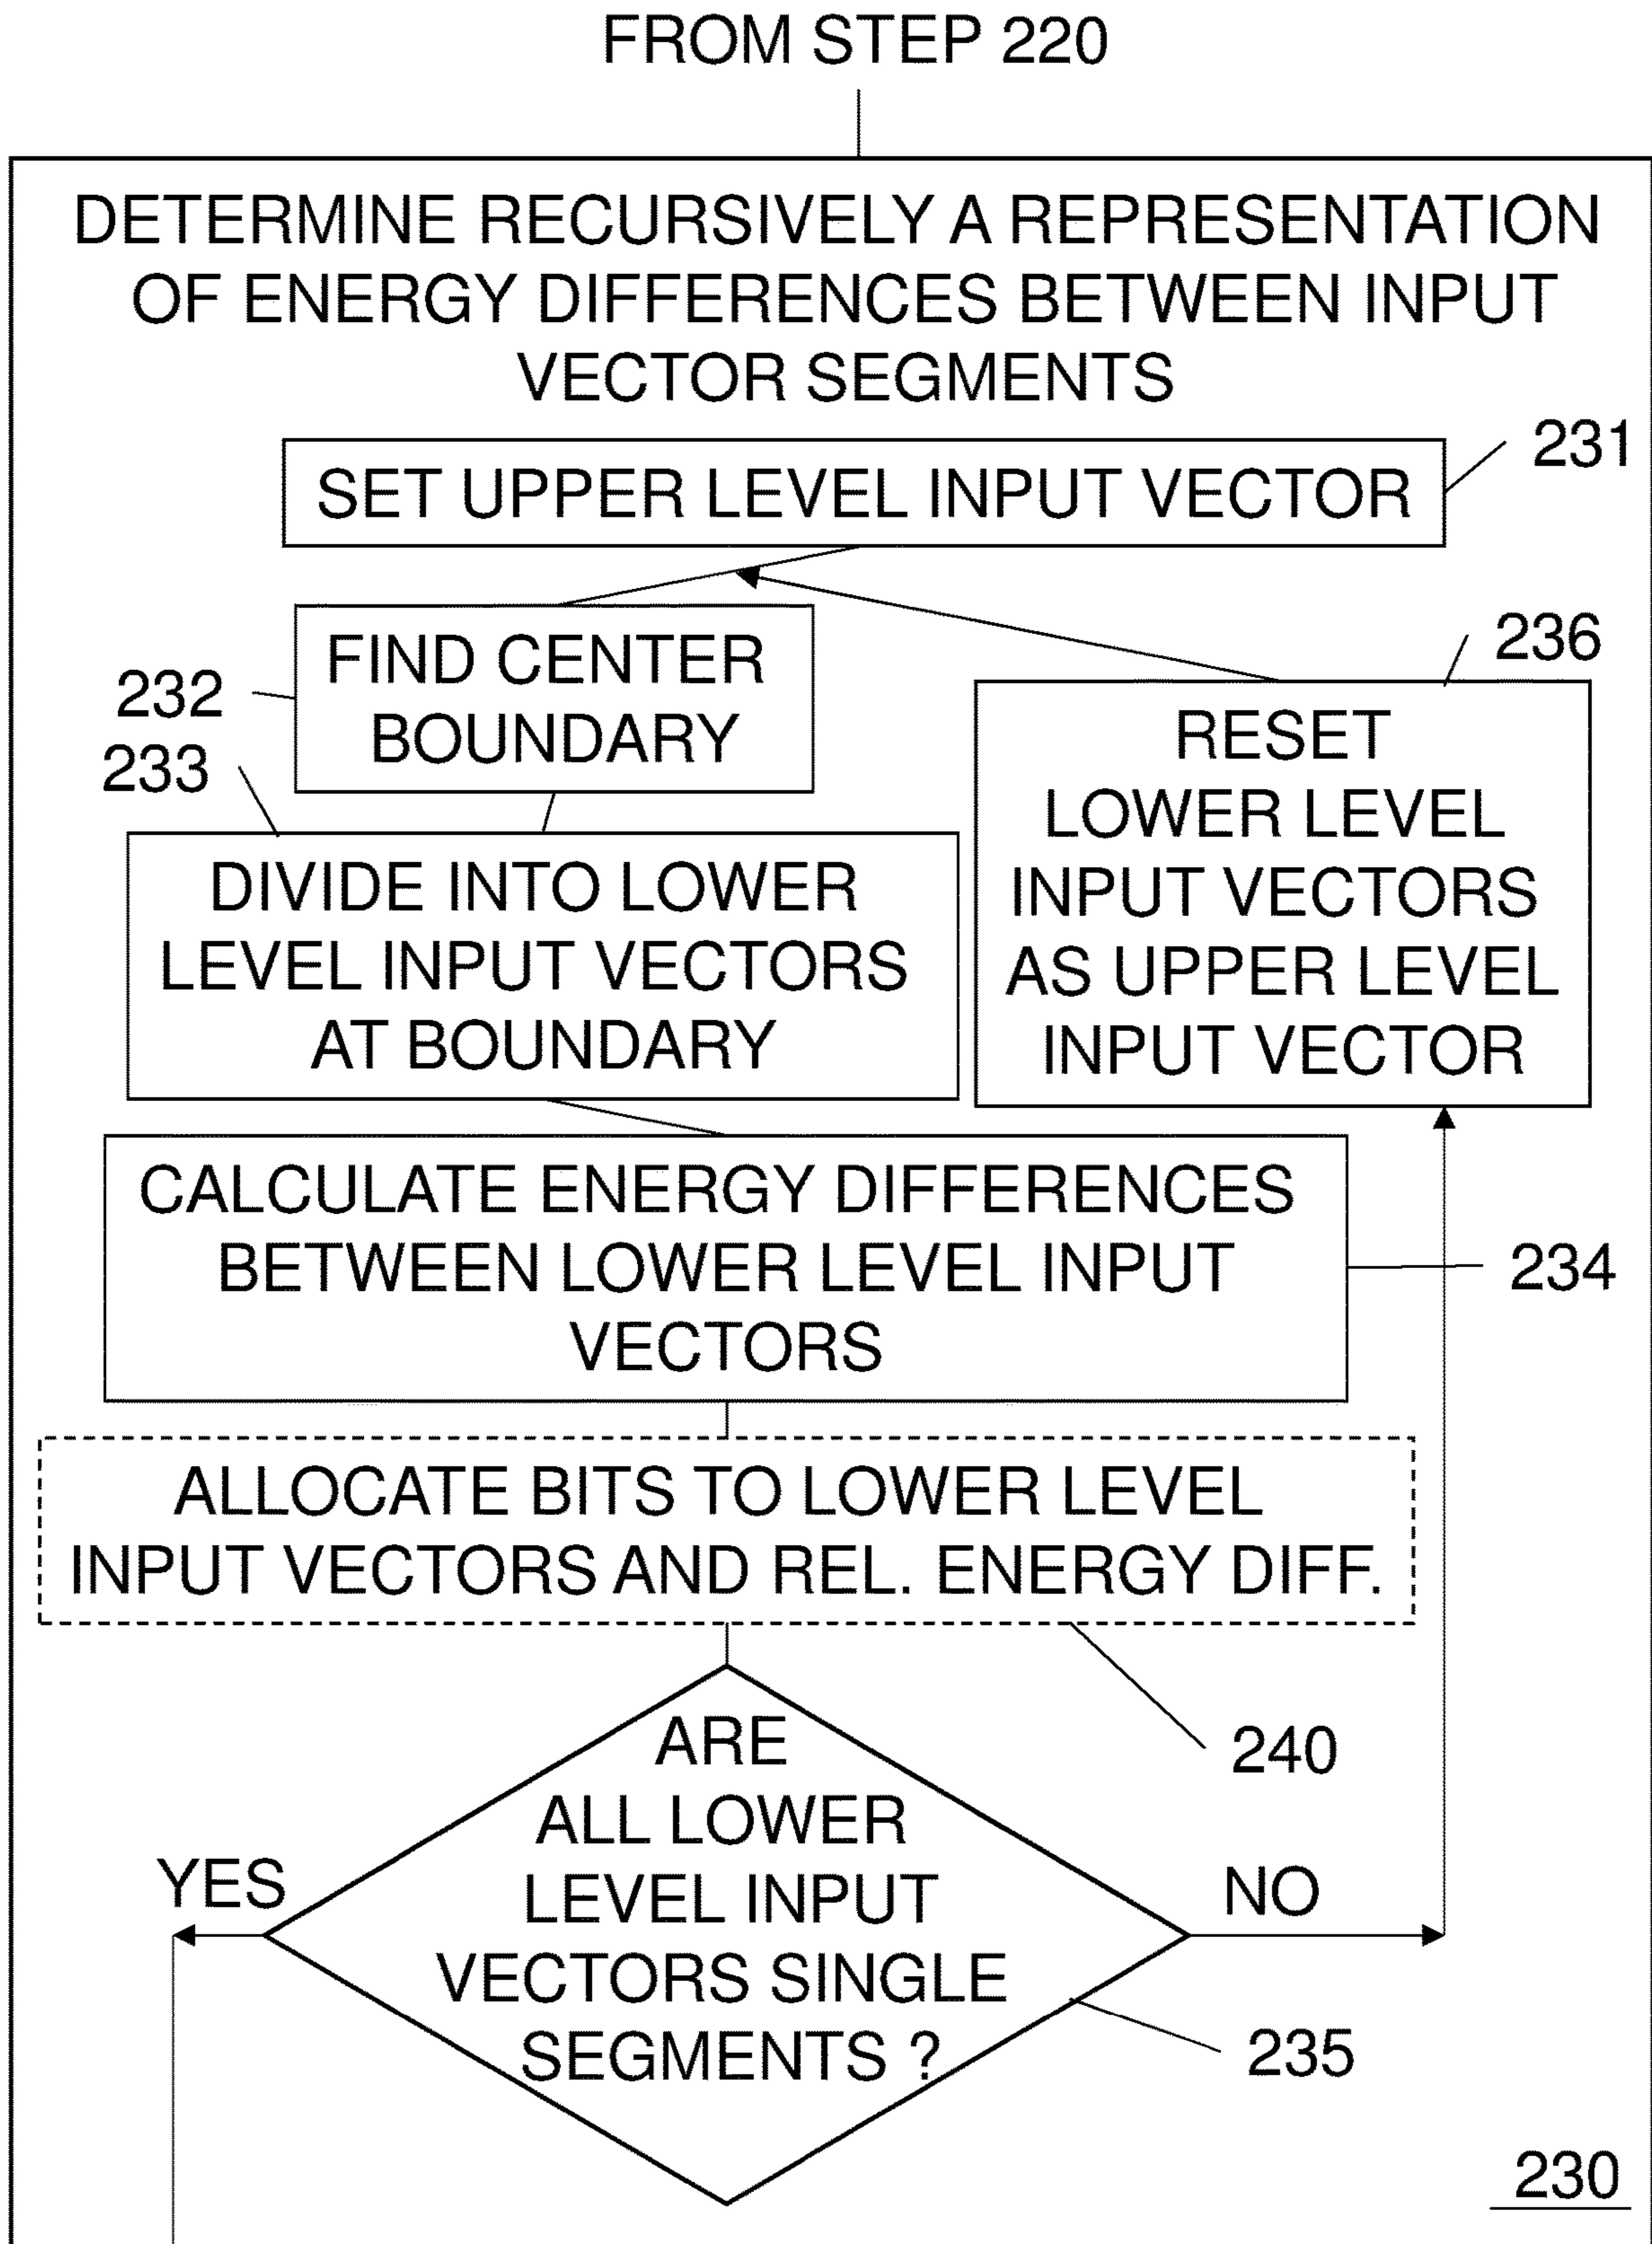 FROM STEP 220
DETERMINE RECURSIVELY A REPRESENTATION
OF ENERGY DIFFERENCES BETWEEN INPUT
VECTOR SEGMENTS
231
SET UPPER LEVEL INPUT VECTOR
232
FIND CENTER
BOUNDARY
233
DIVIDE INTO LOWER
LEVEL INPUT VECTORS
AT BOUNDARY
236
RESET
LOWER LEVEL
INPUT VECTORS
AS UPPER LEVEL
INPUT VECTOR
CALCULATE ENERGY DIFFERENCES
BETWEEN LOWER LEVEL INPUT
VECTORS
234
ALLOCATE BITS TO LOWER LEVEL
INPUT VECTORS AND REL. ENERGY DIFF.
240
ARE
ALL LOWER
LEVEL INPUT
VECTORS SINGLE
SEGMENTS ?
YES
NO
235
230